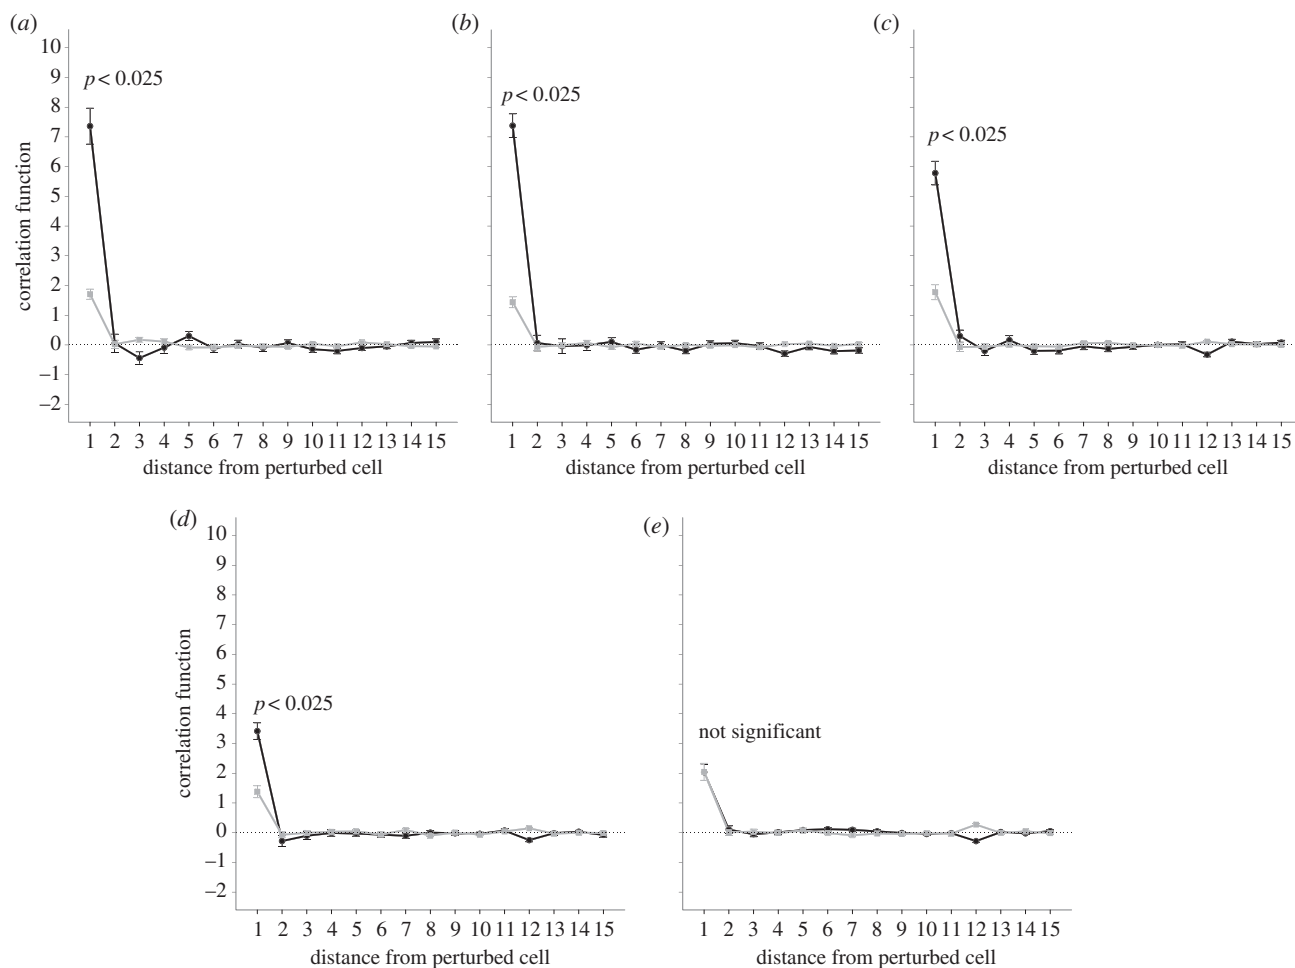 (a)
10
9
8
7
6
5
4
3
2
1
0
–1
–2
correlation function
p < 0.025
1 2 3 4 5 6 7 8 9 10 11 12 13 14 15
distance from perturbed cell
(b)
p < 0.025
1 2 3 4 5 6 7 8 9 10 11 12 13 14 15
distance from perturbed cell
(c)
p < 0.025
1 2 3 4 5 6 7 8 9 10 11 12 13 14 15
distance from perturbed cell
(d)
10
9
8
7
6
5
4
3
2
1
0
–1
–2
correlation function
p < 0.025
1 2 3 4 5 6 7 8 9 10 11 12 13 14 15
distance from perturbed cell
(e)
not significant
1 2 3 4 5 6 7 8 9 10 11 12 13 14 15
distance from perturbed cell